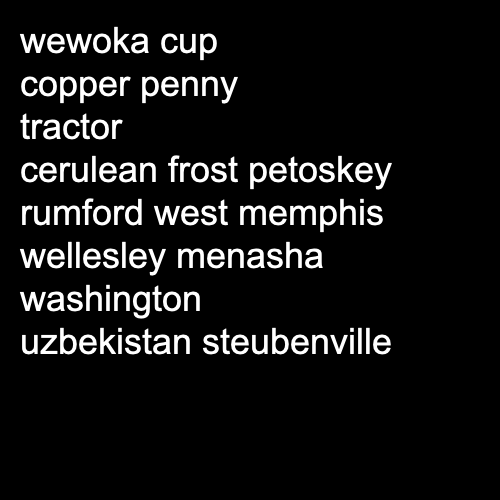 wewoka cup
copper penny
tractor
cerulean frost petoskey
rumford west memphis
wellesley menasha
washington
uzbekistan steubenville